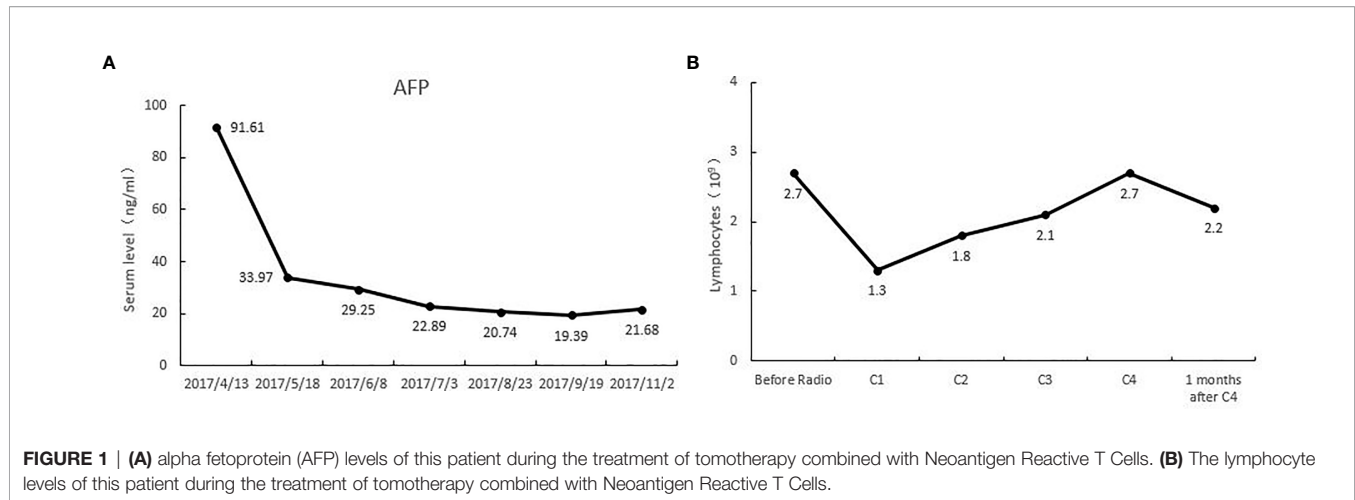 A
AFP
Serum level（ng/ml）
100
80
60
40
20
0
91.61
33.97
29.25
22.89
20.74
19.39
21.68
2017/4/13 2017/5/18 2017/6/8 2017/7/3 2017/8/23 2017/9/19 2017/11/2
B
Lymphocytes（10⁹）
4
3
2
1
0
2.7
1.3
1.8
2.1
2.7
2.2
Before Radio C1 C2 C3 C4 1 months
after C4
FIGURE 1 | (A) alpha fetoprotein (AFP) levels of this patient during the treatment of tomotherapy combined with Neoantigen Reactive T Cells. (B) The lymphocyte
levels of this patient during the treatment of tomotherapy combined with Neoantigen Reactive T Cells.